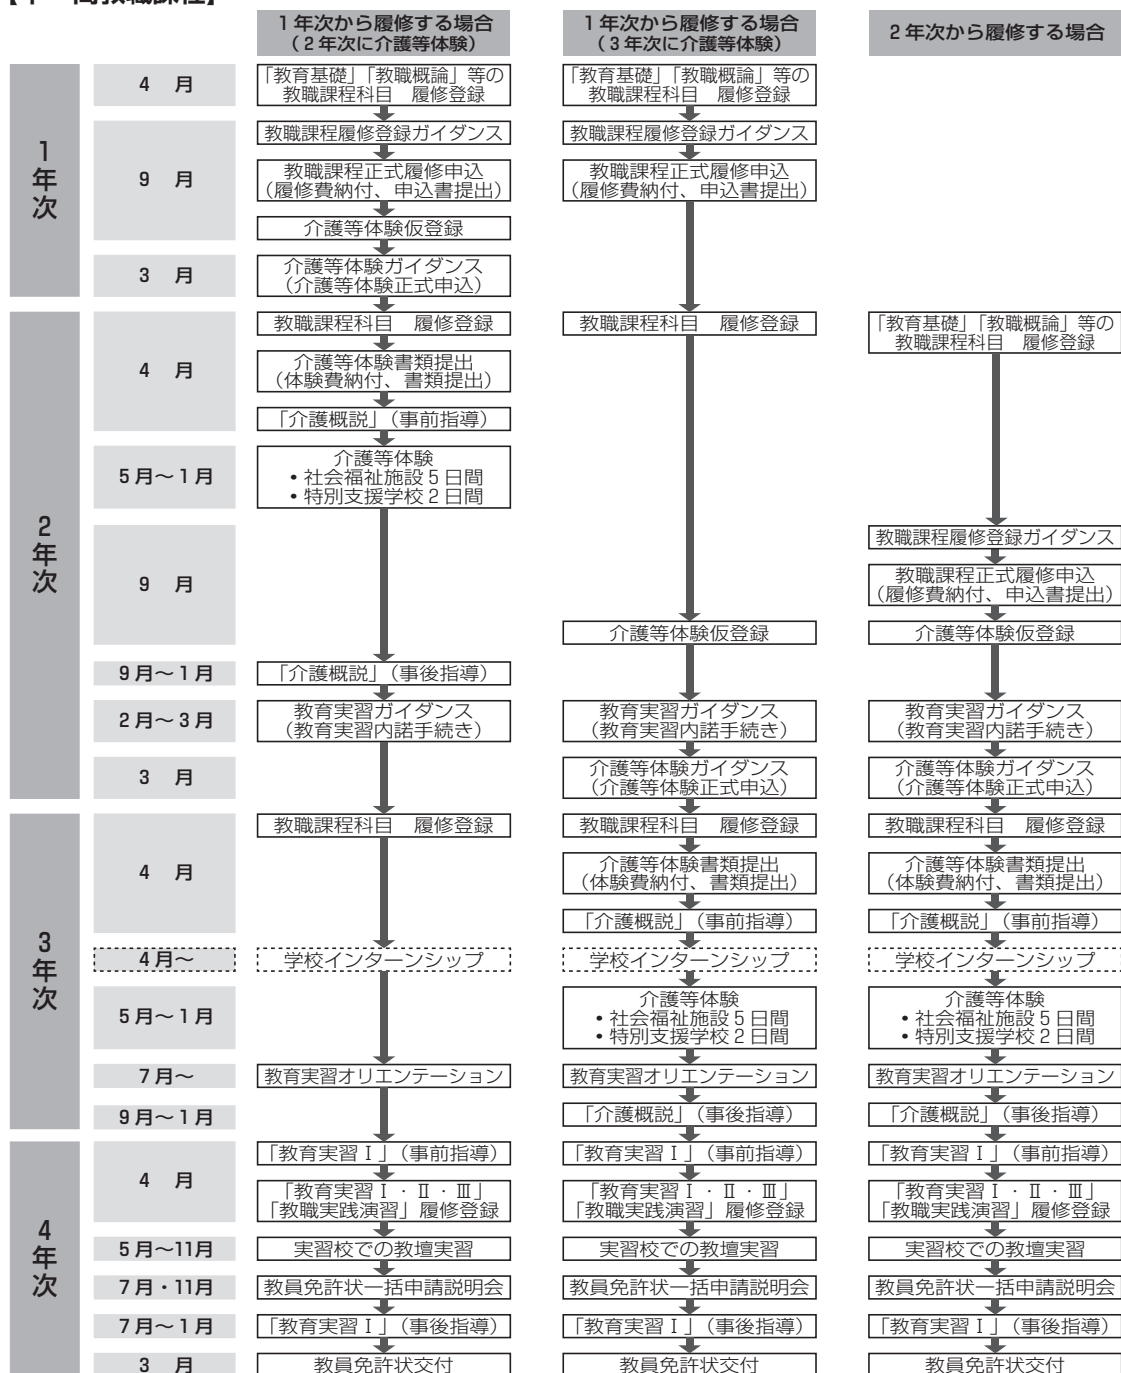 1年次から履修する場合
(2年次に介護等体験)
1年次から履修する場合
(3年次に介護等体験)
2年次から履修する場合
1年次
4 月
「教育基礎」「教職概論」等の
教職課程科目 履修登録
「教育基礎」「教職概論」等の
教職課程科目 履修登録
9 月
教職課程履修登録ガイダンス
教職課程履修登録ガイダンス
教職課程正式履修申込
(履修費納付、申込書提出)
教職課程正式履修申込
(履修費納付、申込書提出)
介護等体験仮登録
3 月
介護等体験ガイダンス
(介護等体験正式申込)
2年次
4 月
教職課程科目 履修登録
教職課程科目 履修登録
「教育基礎」「教職概論」等の
教職課程科目 履修登録
介護等体験書類提出
(体験費納付、書類提出)
「介護概説」(事前指導)
5月〜1月
介護等体験
・社会福祉施設5日間
・特別支援学校2日間
9 月
教職課程履修登録ガイダンス
教職課程正式履修申込
(履修費納付、申込書提出)
介護等体験仮登録
介護等体験仮登録
9月〜1月
「介護概説」(事後指導)
2月〜3月
教育実習ガイダンス
(教育実習内諾手続き)
教育実習ガイダンス
(教育実習内諾手続き)
教育実習ガイダンス
(教育実習内諾手続き)
3 月
介護等体験ガイダンス
(介護等体験正式申込)
介護等体験ガイダンス
(介護等体験正式申込)
3年次
4 月
教職課程科目 履修登録
教職課程科目 履修登録
教職課程科目 履修登録
介護等体験書類提出
(体験費納付、書類提出)
介護等体験書類提出
(体験費納付、書類提出)
「介護概説」(事前指導)
「介護概説」(事前指導)
4月〜
学校インターンシップ
学校インターンシップ
学校インターンシップ
5月〜1月
介護等体験
・社会福祉施設5日間
・特別支援学校2日間
介護等体験
・社会福祉施設5日間
・特別支援学校2日間
7月〜
教育実習オリエンテーション
教育実習オリエンテーション
教育実習オリエンテーション
9月〜1月
「介護概説」(事後指導)
「介護概説」(事後指導)
4年次
4 月
「教育実習Ⅰ」(事前指導)
「教育実習Ⅰ」(事前指導)
「教育実習Ⅰ」(事前指導)
「教育実習Ⅰ・Ⅱ・Ⅲ」
「教職実践演習」履修登録
「教育実習Ⅰ・Ⅱ・Ⅲ」
「教職実践演習」履修登録
「教育実習Ⅰ・Ⅱ・Ⅲ」
「教職実践演習」履修登録
5月〜11月
実習校での教壇実習
実習校での教壇実習
実習校での教壇実習
7月・11月
教員免許状一括申請説明会
教員免許状一括申請説明会
教員免許状一括申請説明会
7月〜1月
「教育実習Ⅰ」(事後指導)
「教育実習Ⅰ」(事後指導)
「教育実習Ⅰ」(事後指導)
3 月
教員免許状交付
教員免許状交付
教員免許状交付